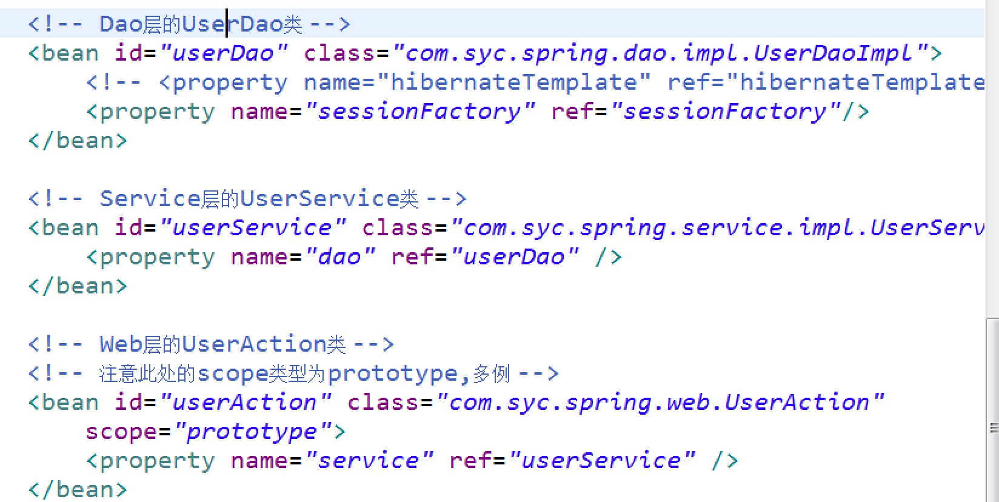 <!-- Dao层的UserDao类 -->
<bean id="userDao" class="com.syc.spring.dao.impl.UserDaoImpl">
<!-- <property name="hibernateTemplate" ref="hibernateTemplate
<property name="sessionFactory" ref="sessionFactory"/>
</bean>
<!-- Service层的UserService类 -->
<bean id="userService" class="com.syc.spring.service.impl.UserServ
<property name="dao" ref="userDao" />
</bean>
<!-- Web层的UserAction类 -->
<!-- 注意此处的scope类型为prototype,多例 -->
<bean id="userAction" class="com.syc.spring.web.UserAction"
scope="prototype">
<property name="service" ref="userService" />
</bean>